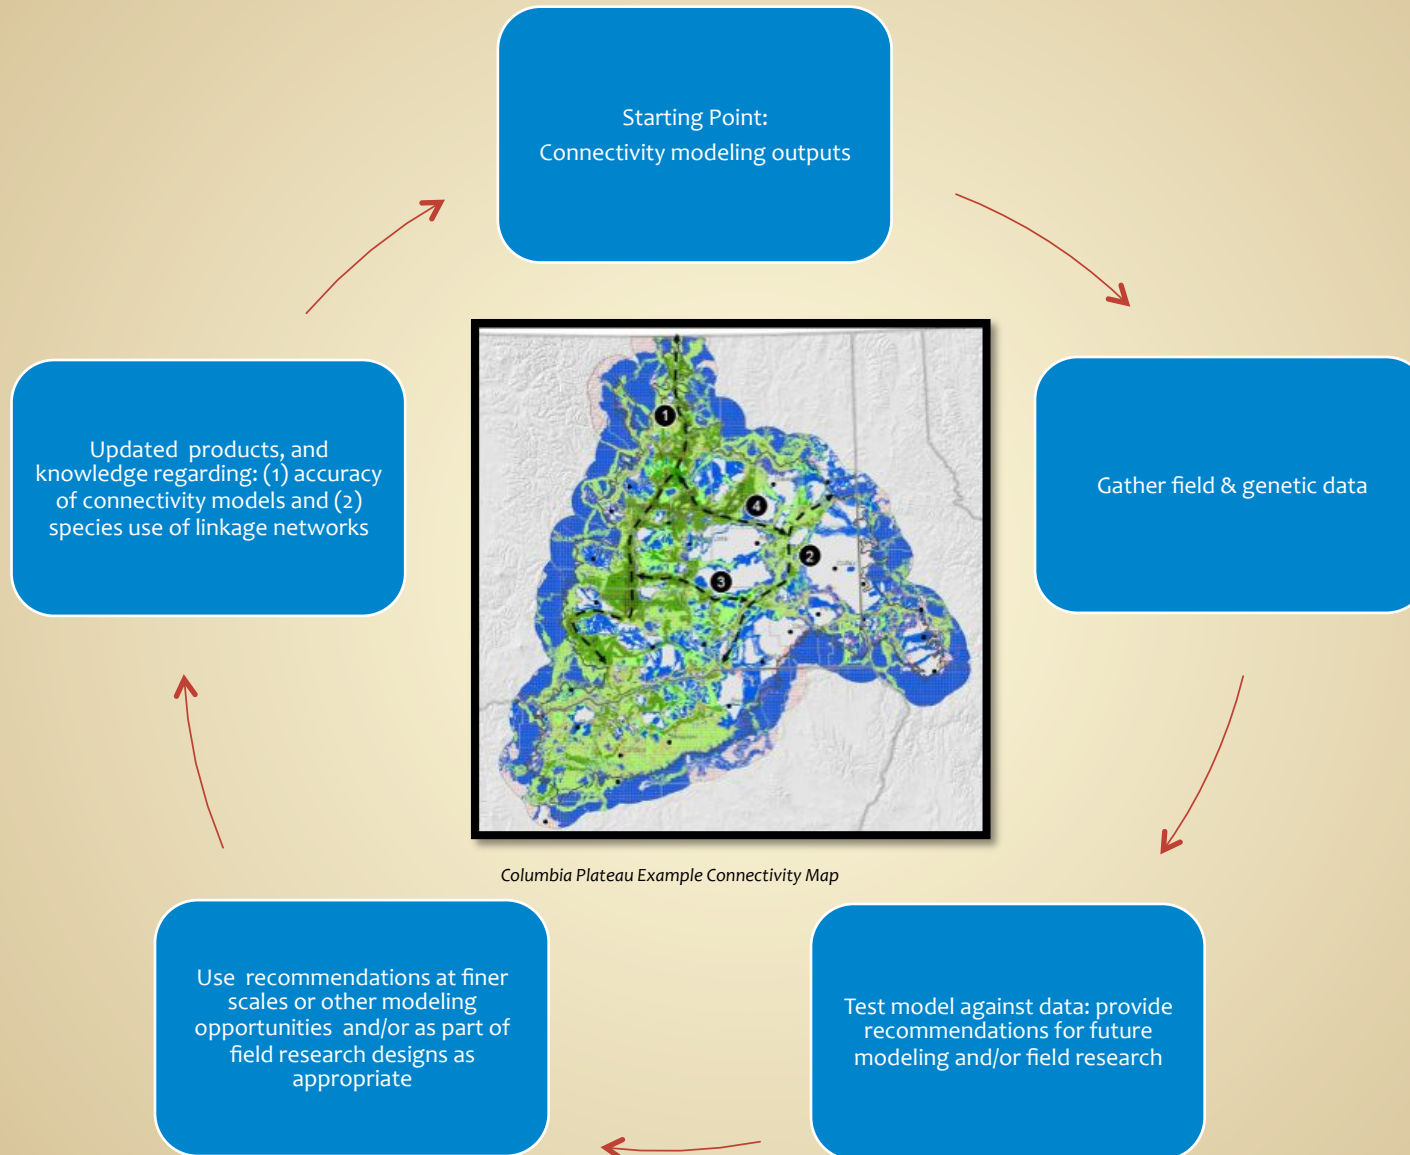 Starting Point:
Connectivity modeling outputs
Gather field & genetic data
Test model against data: provide
recommendations for future
modeling and/or field research
Use recommendations at finer
scales or other modeling
opportunities and/or as part of
field research designs as
appropriate
Updated products, and
knowledge regarding: (1) accuracy
of connectivity models and (2)
species use of linkage networks
1
4
2
3
Columbia Plateau Example Connectivity Map